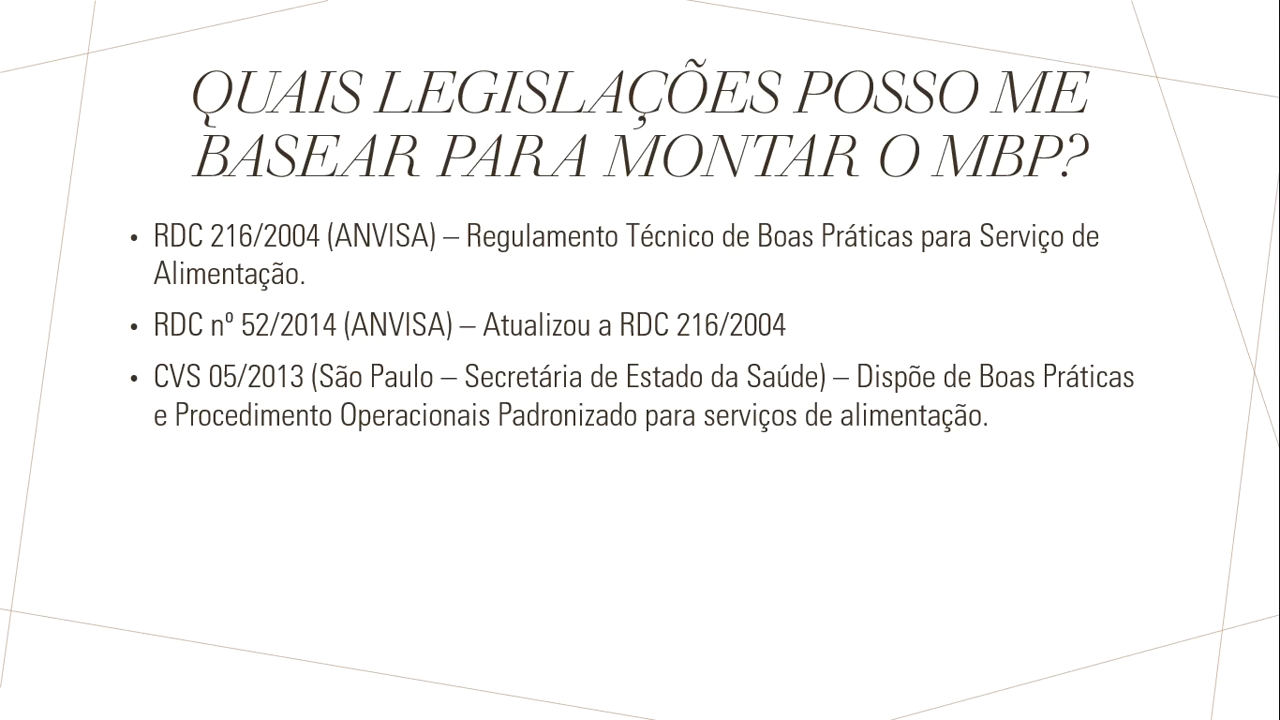 QUAIS LEGISLAÇÕES POSSO ME
BASEAR PARA MONTAR O MBP?
• RDC 216/2004 (ANVISA) – Regulamento Técnico de Boas Práticas para Serviço de
Alimentação.
• RDC nº 52/2014 (ANVISA) – Atualizou a RDC 216/2004
• CVS 05/2013 (São Paulo – Secretária de Estado da Saúde) – Dispõe de Boas Práticas
e Procedimento Operacionais Padronizado para serviços de alimentação.